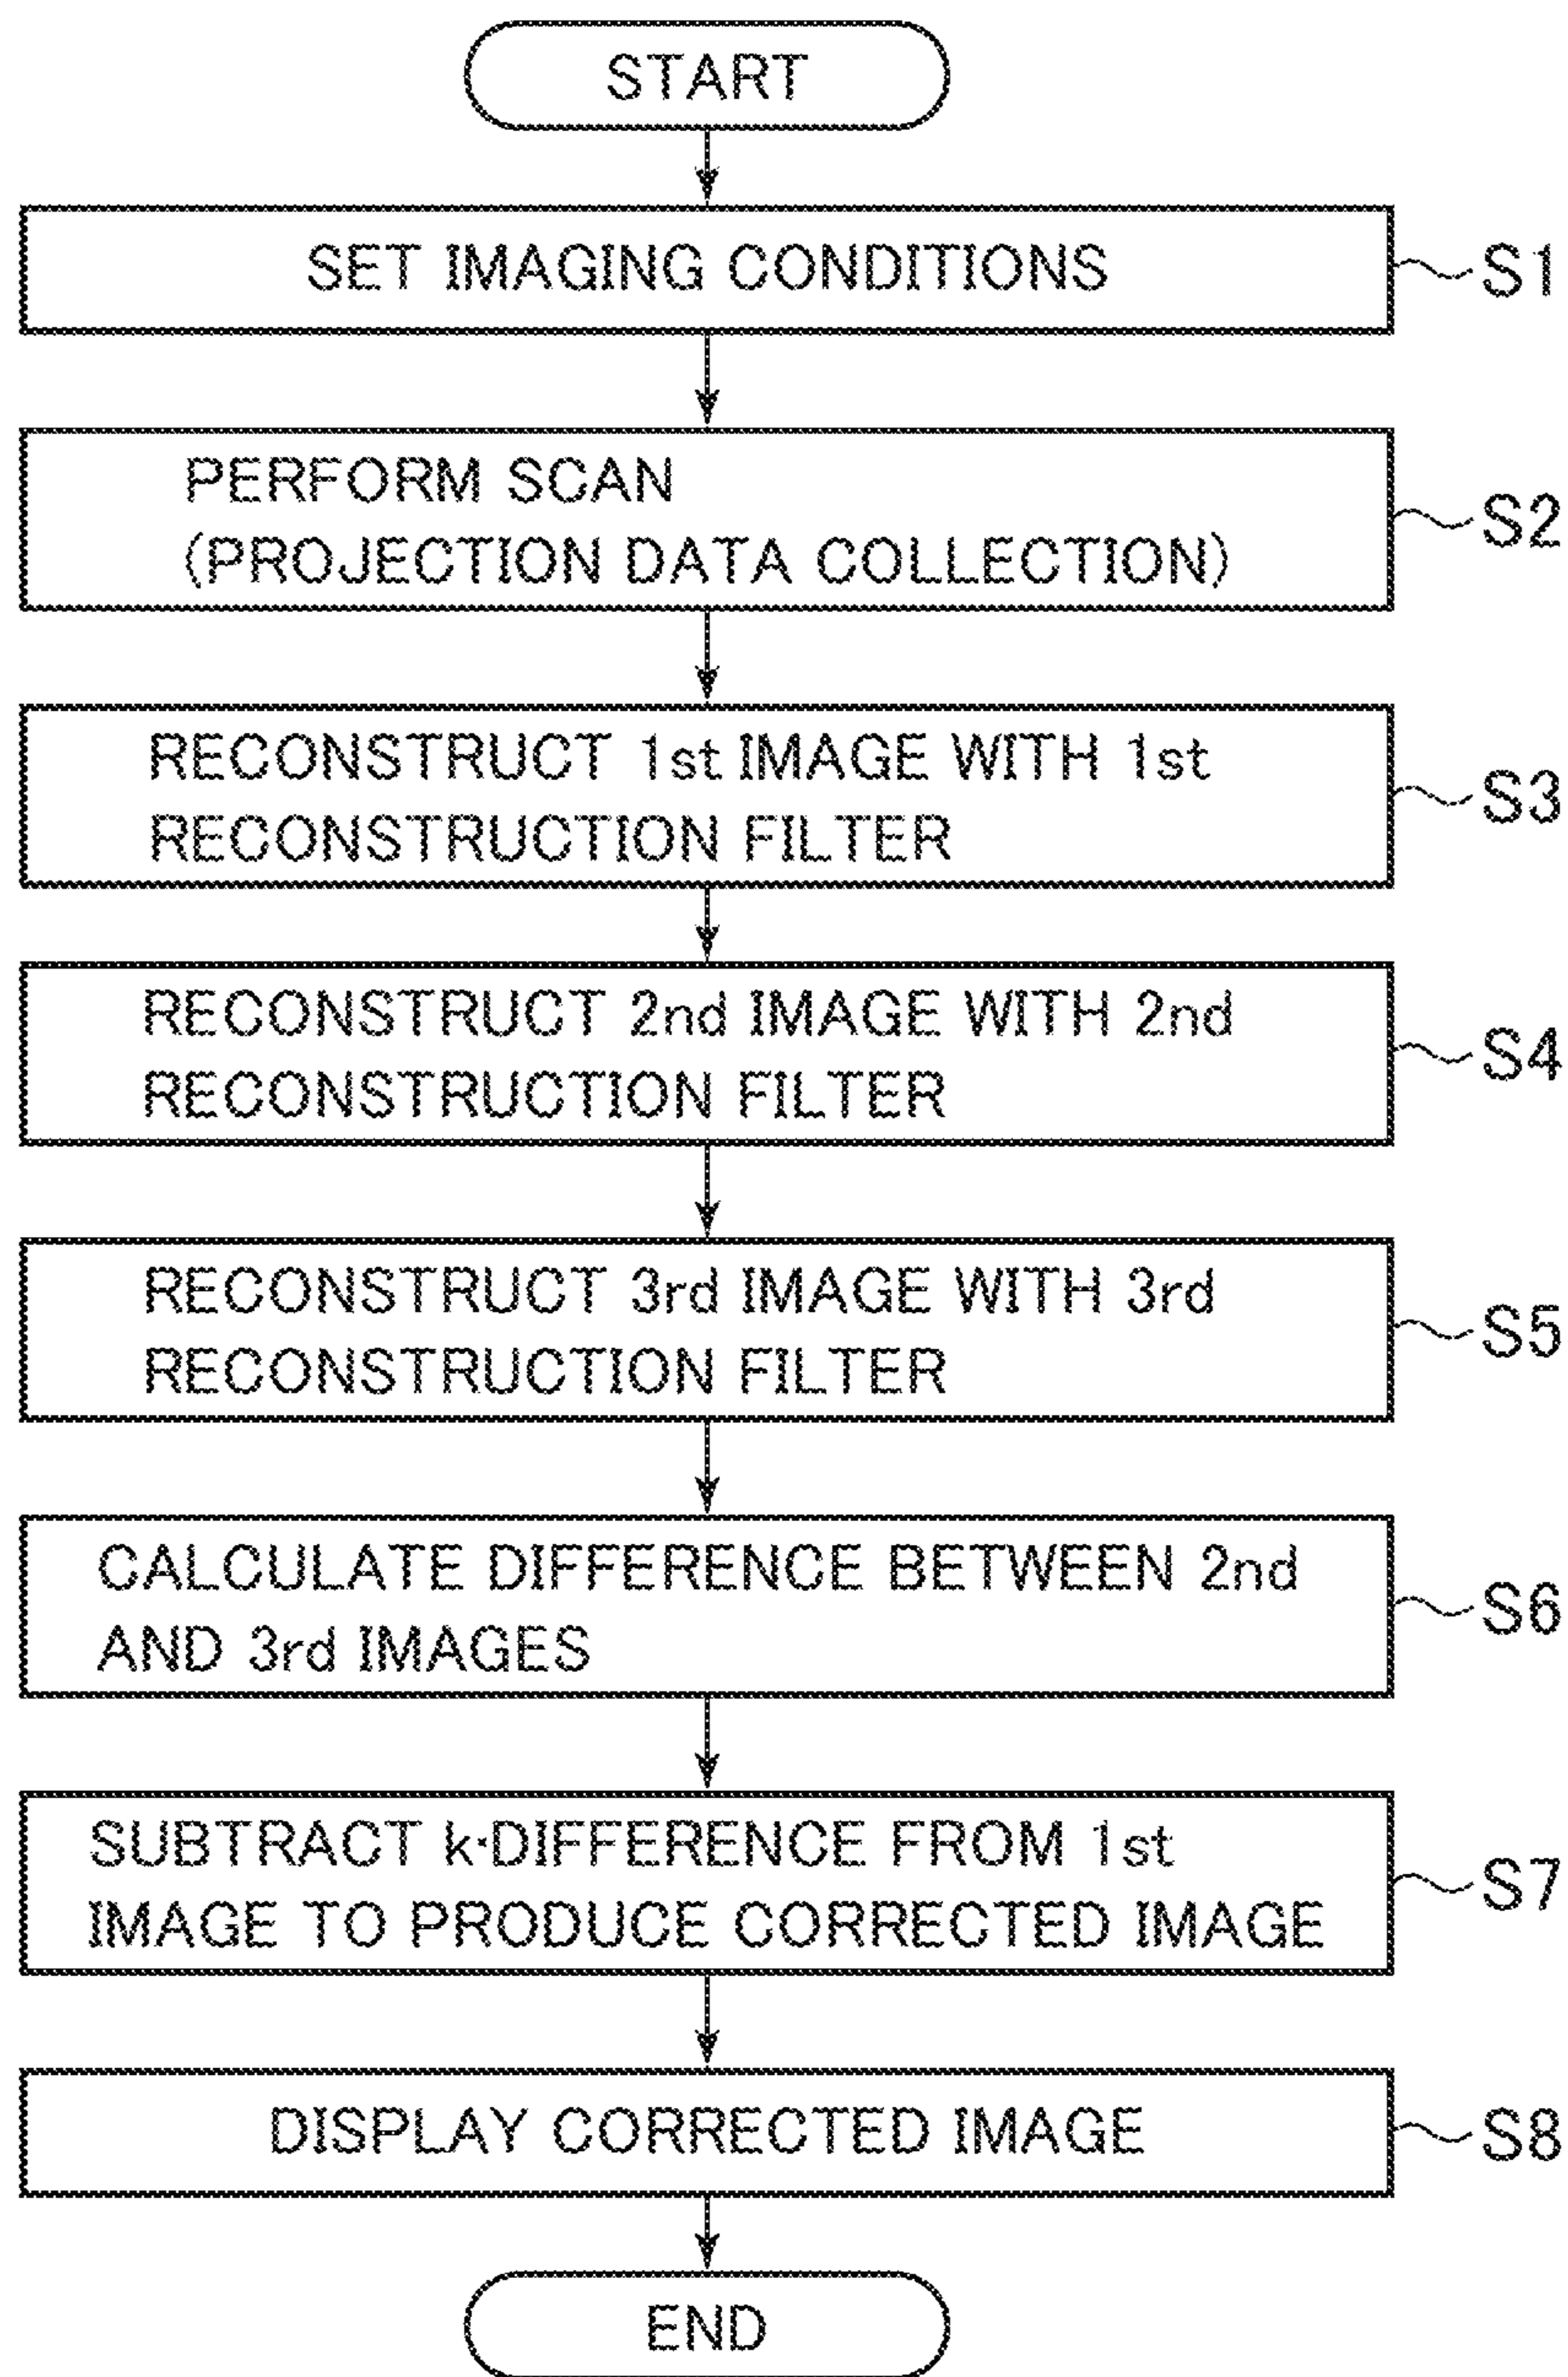 START
SET IMAGING CONDITIONS
S1
PERFORM SCAN
(PROJECTION DATA COLLECTION)
S2
RECONSTRUCT 1st IMAGE WITH 1st
RECONSTRUCTION FILTER
S3
RECONSTRUCT 2nd IMAGE WITH 2nd
RECONSTRUCTION FILTER
S4
RECONSTRUCT 3rd IMAGE WITH 3rd
RECONSTRUCTION FILTER
S5
CALCULATE DIFFERENCE BETWEEN 2nd
AND 3rd IMAGES
S6
SUBTRACT k·DIFFERENCE FROM 1st
IMAGE TO PRODUCE CORRECTED IMAGE
S7
DISPLAY CORRECTED IMAGE
S8
END